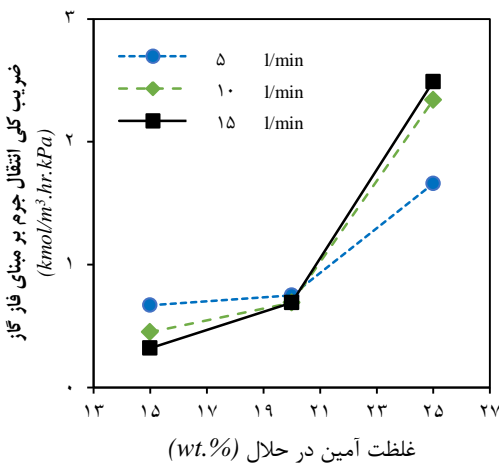 ضریب کلی انتقال جرم بر مبنای فاز گاز
(kmol/m³.hr.kPa)
۳
۲
۱
۰
۵ l/min
۱۰ l/min
۱۵ l/min
۱۳ ۱۵ ۱۷ ۱۹ ۲۱ ۲۳ ۲۵ ۲۷
غلظت آمین در حلال (wt.%)